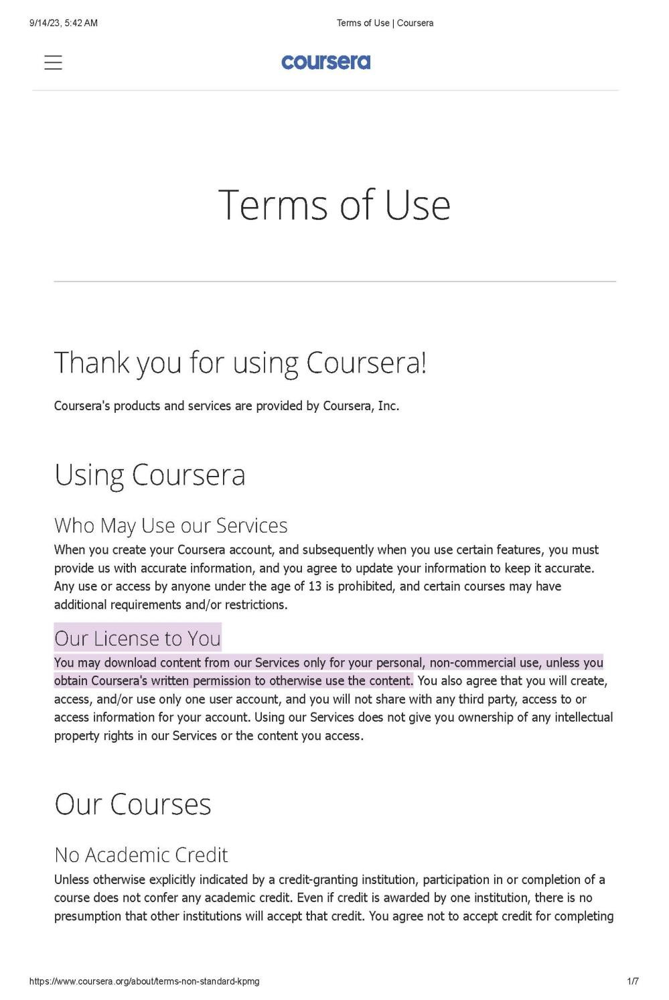 9/14/23, 5:42 AM
Terms of Use | Coursera
coursera
Terms of Use
Thank you for using Coursera!
Coursera's products and services are provided by Coursera, Inc.
Using Coursera
Who May Use our Services
When you create your Coursera account, and subsequently when you use certain features, you must
provide us with accurate information, and you agree to update your information to keep it accurate.
Any use or access by anyone under the age of 13 is prohibited, and certain courses may have
additional requirements and/or restrictions.
Our License to You
You may download content from our Services only for your personal, non-commercial use, unless you
obtain Coursera's written permission to otherwise use the content. You also agree that you will create,
access, and/or use only one user account, and you will not share with any third party, access to or
access information for your account. Using our Services does not give you ownership of any intellectual
property rights in our Services or the content you access.
Our Courses
No Academic Credit
Unless otherwise explicitly indicated by a credit-granting institution, participation in or completion of a
course does not confer any academic credit. Even if credit is awarded by one institution, there is no
presumption that other institutions will accept that credit. You agree not to accept credit for completing
https://www.coursera.org/about/terms-non-standard-kpmg
1/7